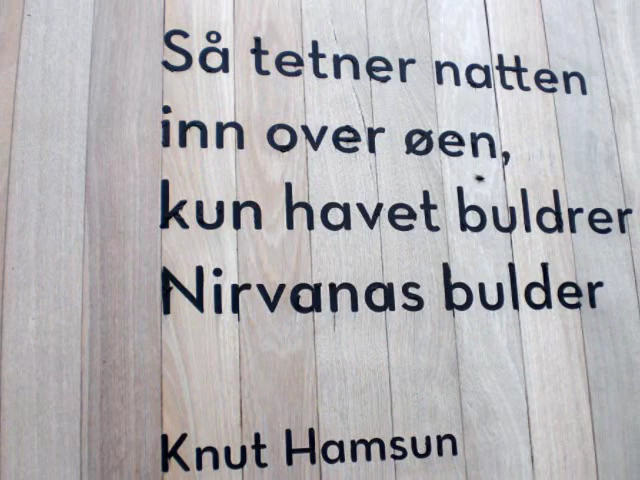 Så tetner natten
inn over øen,
kun havet buldrer
Nirvanas bulder
Knut Hamsun